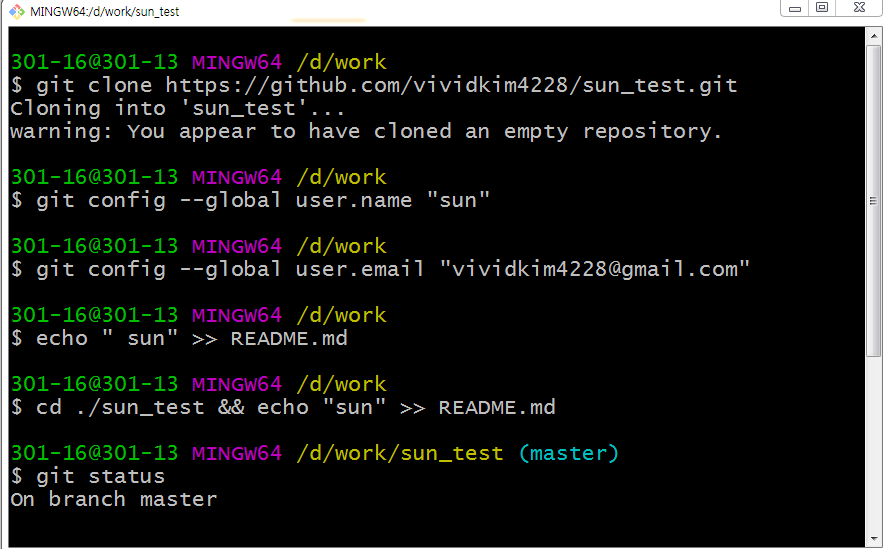 MINGW64:/d/work/sun_test
301-16@301-13 MINGW64 /d/work
$ git clone https://github.com/vividkim4228/sun_test.git
Cloning into 'sun_test'...
warning: You appear to have cloned an empty repository.
301-16@301-13 MINGW64 /d/work
$ git config --global user.name "sun"
301-16@301-13 MINGW64 /d/work
$ git config --global user.email "vividkim4228@gmail.com"
301-16@301-13 MINGW64 /d/work
$ echo " sun" >> README.md
301-16@301-13 MINGW64 /d/work
$ cd ./sun_test && echo "sun" >> README.md
301-16@301-13 MINGW64 /d/work/sun_test (master)
$ git status
On branch master